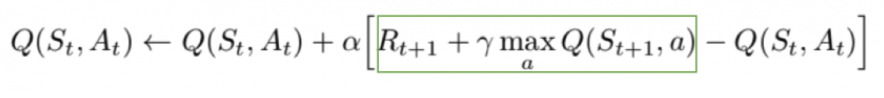 Q(S_t, A_t) ← Q(S_t, A_t) + α[R_{t+1} + γ max_a Q(S_{t+1}, a) − Q(S_t, A_t)]